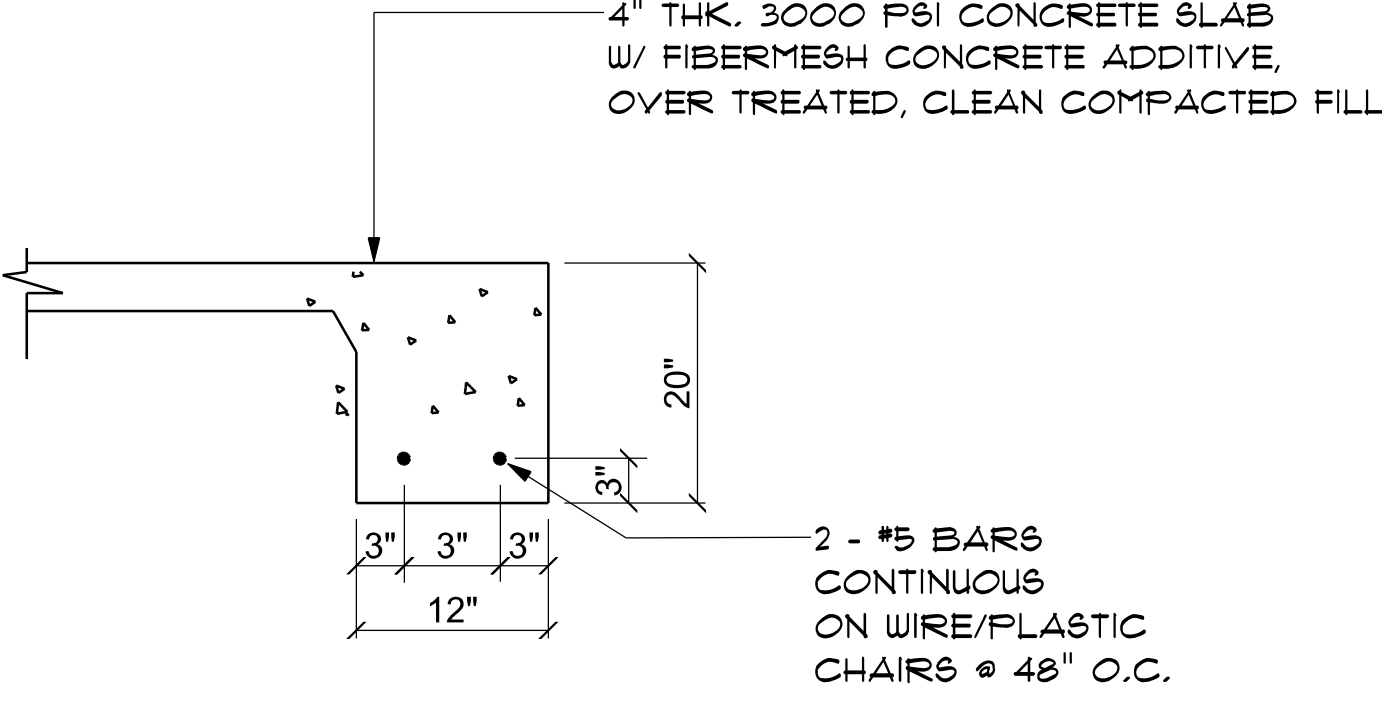 4" THK. 3000 PSI CONCRETE SLAB
W/ FIBERMESH CONCRETE ADDITIVE,
OVER TREATED, CLEAN COMPACTED FILL
20"
3"
3" 3" 3"
12"
2 - #5 BARS
CONTINUOUS
ON WIRE/PLASTIC
CHAIRS @ 48" O.C.